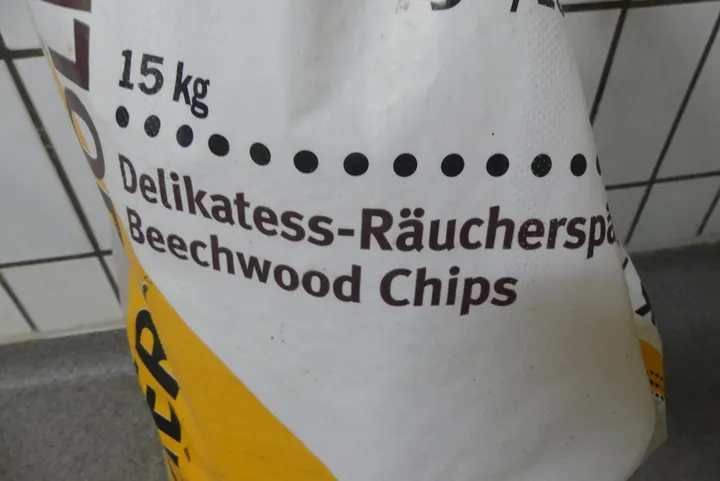 15 kg
Delikatess-Räucherspä
Beechwood Chips